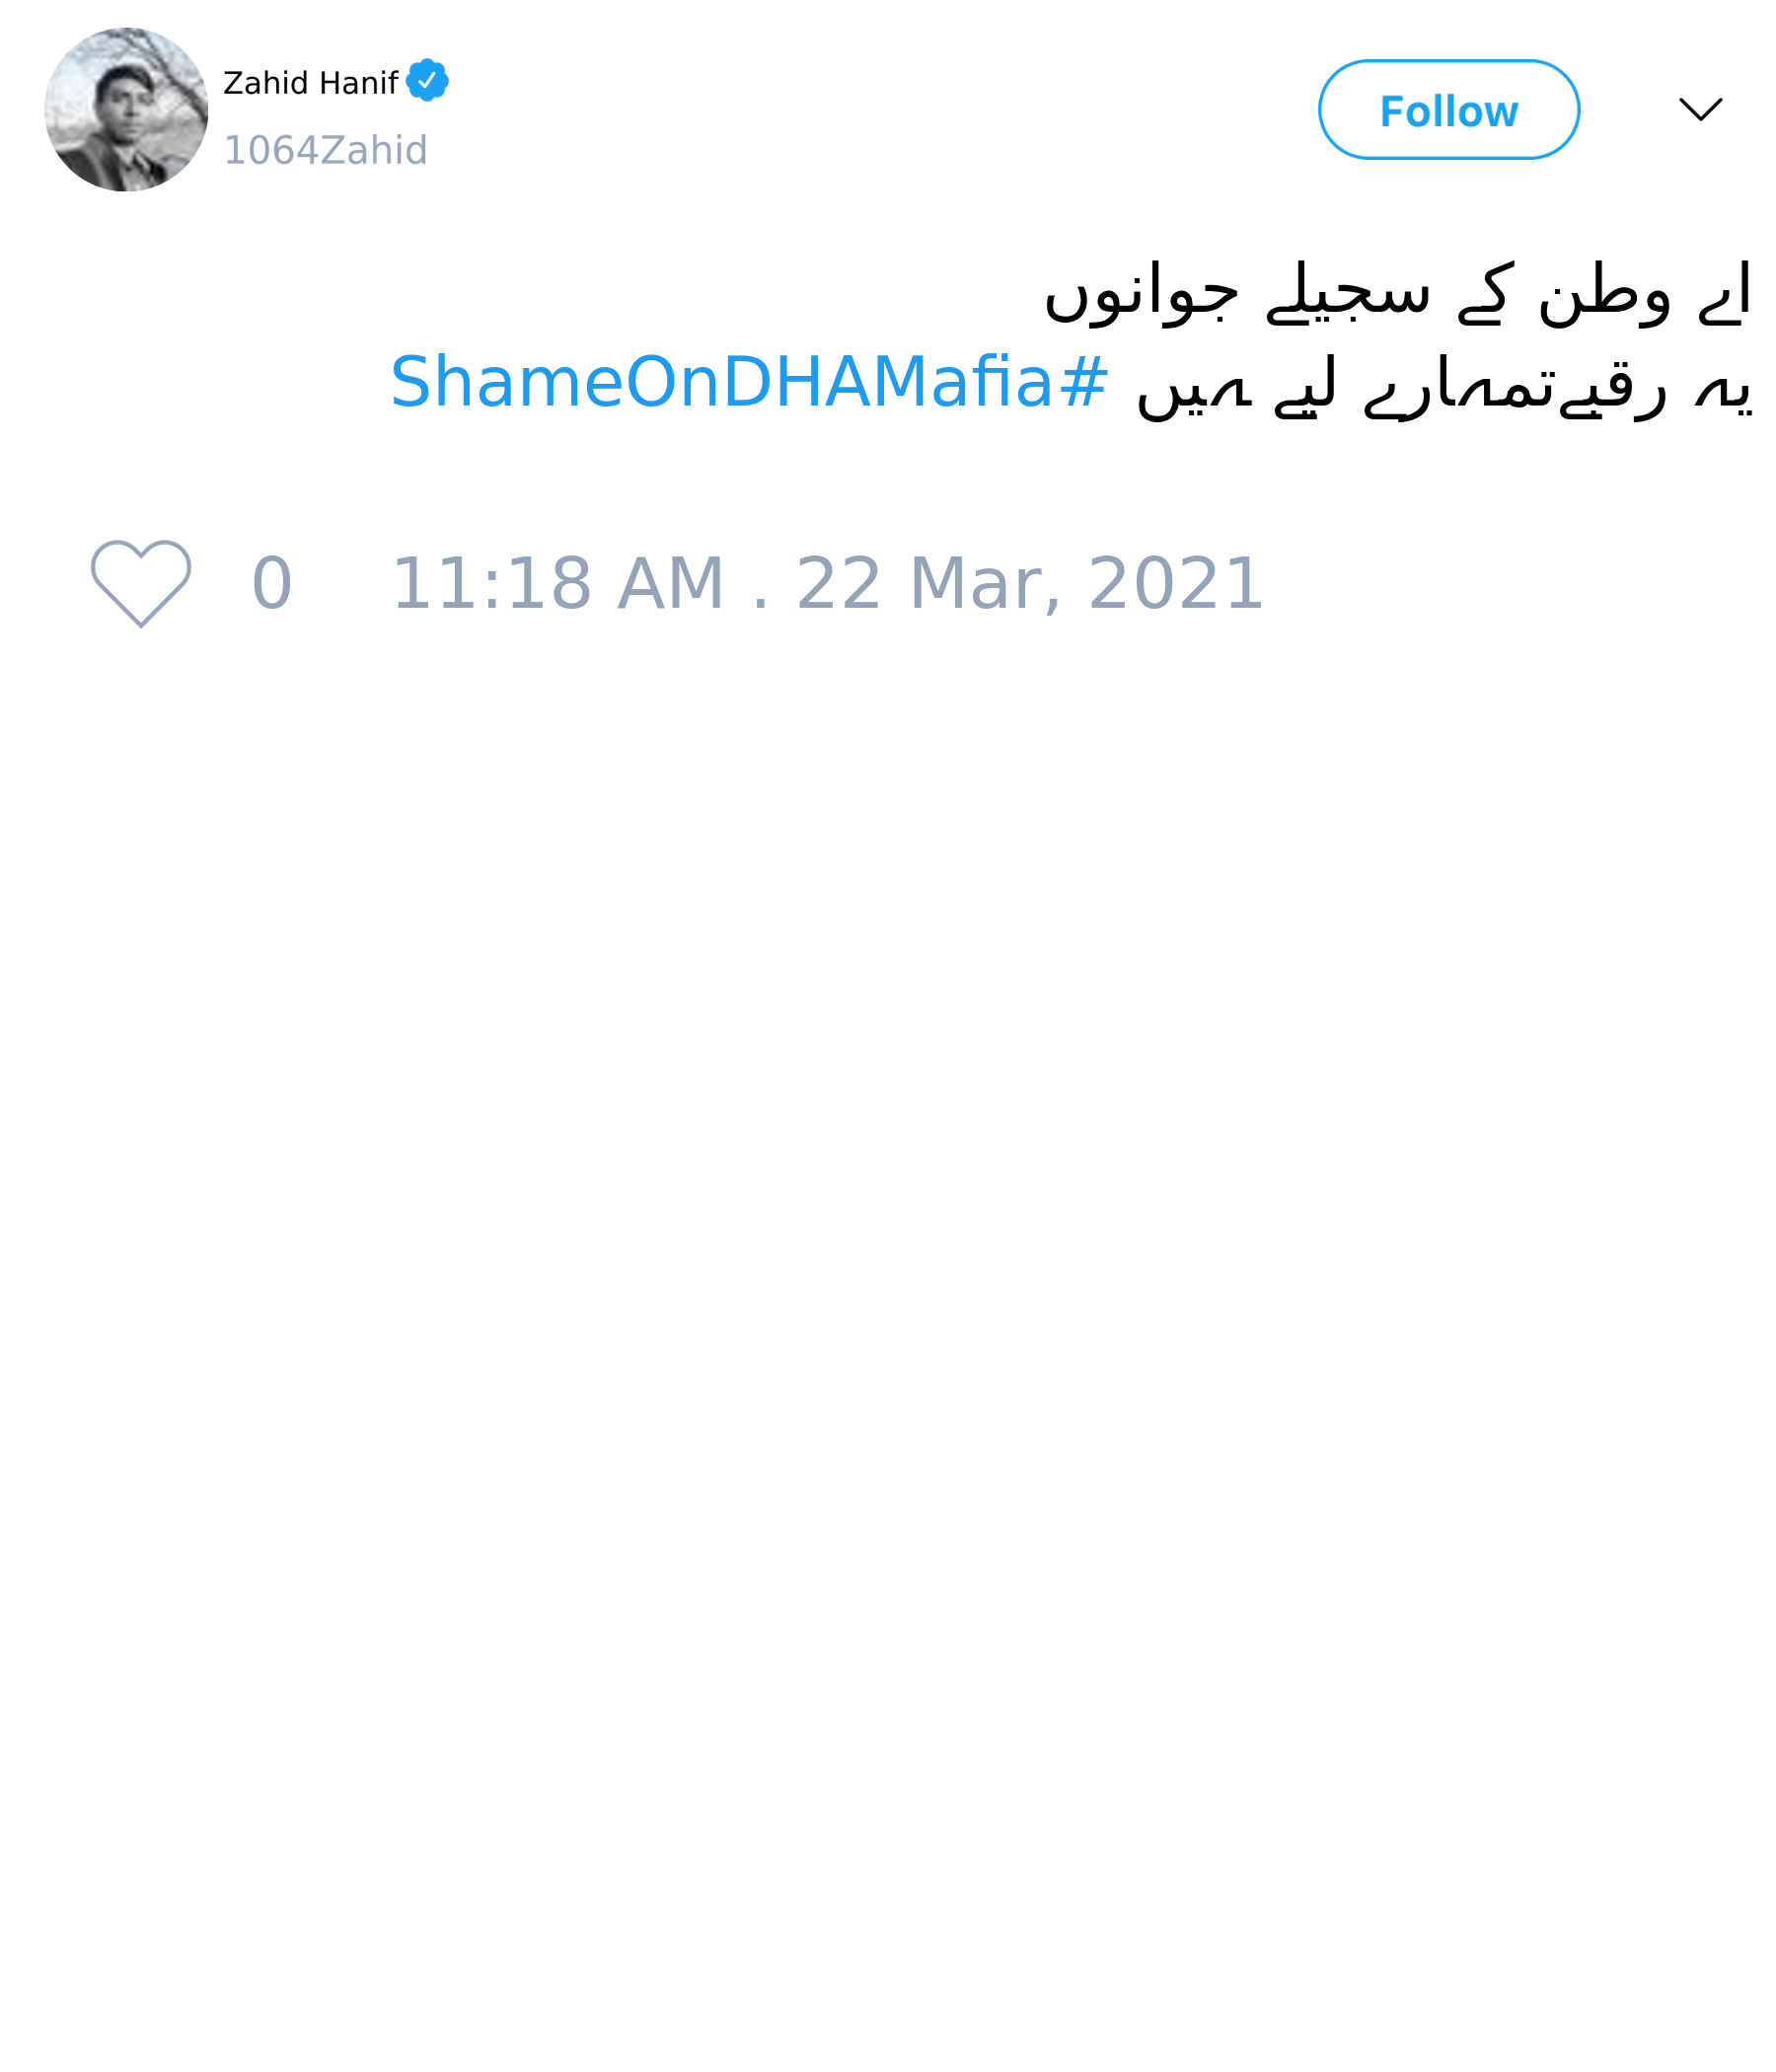 Zahid Hanif
1064Zahid
Follow
اے وطن کے سجیلے جوانوں
یہ رقبےتمہارے لیے ہیں #ShameOnDHAMafia
0 11:18 AM . 22 Mar, 2021